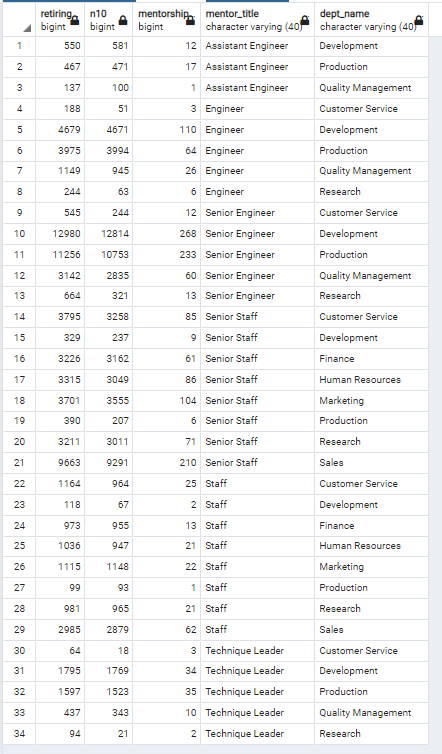 retiring n10 mentorship mentor_title dept_name
bigint bigint bigint character varying (40) character varying (40)
1 550 581 12 Assistant Engineer Development
2 467 471 17 Assistant Engineer Production
3 137 100 1 Assistant Engineer Quality Management
4 188 51 3 Engineer Customer Service
5 4679 4671 110 Engineer Development
6 3975 3994 64 Engineer Production
7 1149 945 26 Engineer Quality Management
8 244 63 6 Engineer Research
9 545 244 12 Senior Engineer Customer Service
10 12980 12814 268 Senior Engineer Development
11 11256 10753 233 Senior Engineer Production
12 3142 2835 60 Senior Engineer Quality Management
13 664 321 13 Senior Engineer Research
14 3795 3258 85 Senior Staff Customer Service
15 329 237 9 Senior Staff Development
16 3226 3162 61 Senior Staff Finance
17 3315 3049 86 Senior Staff Human Resources
18 3701 3555 104 Senior Staff Marketing
19 390 207 6 Senior Staff Production
20 3211 3011 71 Senior Staff Research
21 9663 9291 210 Senior Staff Sales
22 1164 964 25 Staff Customer Service
23 118 67 2 Staff Development
24 973 955 13 Staff Finance
25 1036 947 21 Staff Human Resources
26 1115 1148 22 Staff Marketing
27 99 93 1 Staff Production
28 981 965 21 Staff Research
29 2985 2879 62 Staff Sales
30 64 18 3 Technique Leader Customer Service
31 1795 1769 34 Technique Leader Development
32 1597 1523 35 Technique Leader Production
33 437 343 10 Technique Leader Quality Management
34 94 21 2 Technique Leader Research